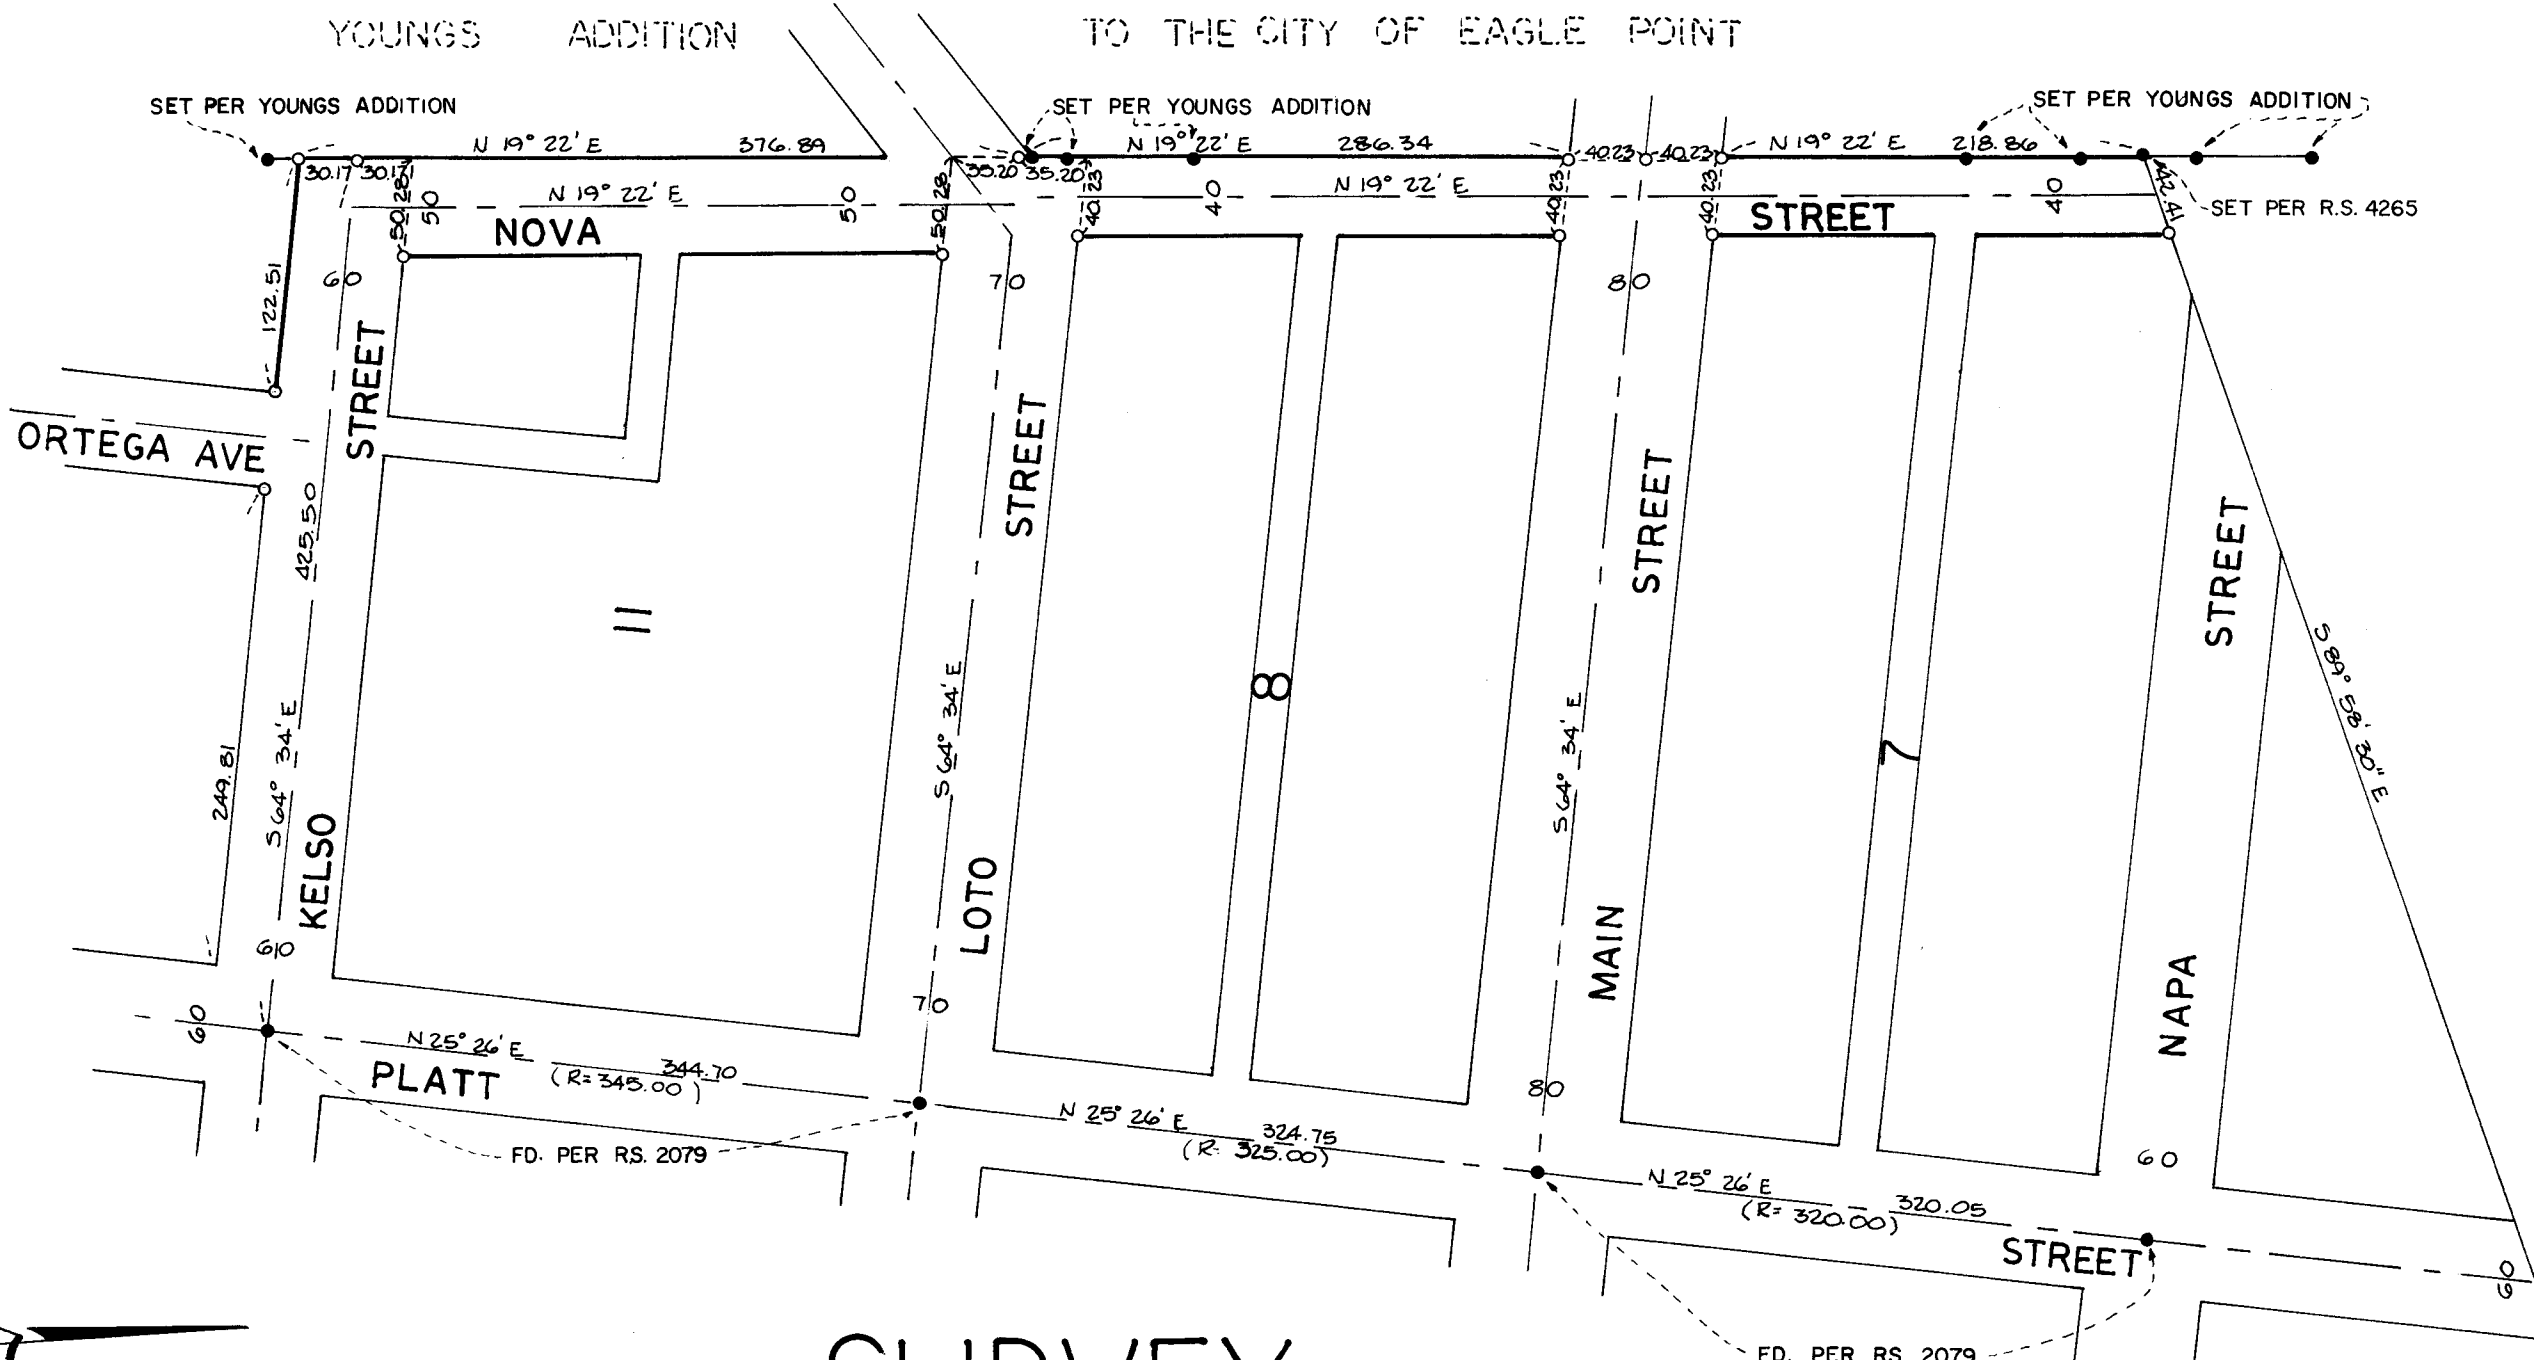 YOUNGS ADDITION TO THE CITY OF EAGLE POINT
SET PER YOUNGS ADDITION
SET PER YOUNGS ADDITION
SET PER YOUNGS ADDITION
N 19° 22' E 376.89
N 19° 22' E 286.34
40.23 40.23
N 19° 22' E 218.86
30.17 30.17
35.20 35.20
50.28
50
N 19° 22' E
50
50.28
40.23
40
N 19° 22' E
40.23
40.23
40
42.41
SET PER R.S. 4265
NOVA STREET
122.51
60
70
80
ORTEGA AVE
STREET
STREET
STREET
STREET
425.50
11
8
7
S 64° 34' E
S 64° 34' E
S 64° 34' E
S 89° 58' 30" E
249.81
KELSO
LOTO
MAIN
NAPA
60
70
80
60
60
N 25° 26' E 344.70
(R= 345.00)
PLATT
N 25° 26' E 324.75
(R= 325.00)
N 25° 26' E 320.05
(R= 320.00)
STREET
60
FD. PER RS. 2079
SURVEY
FD. PER RS. 2079